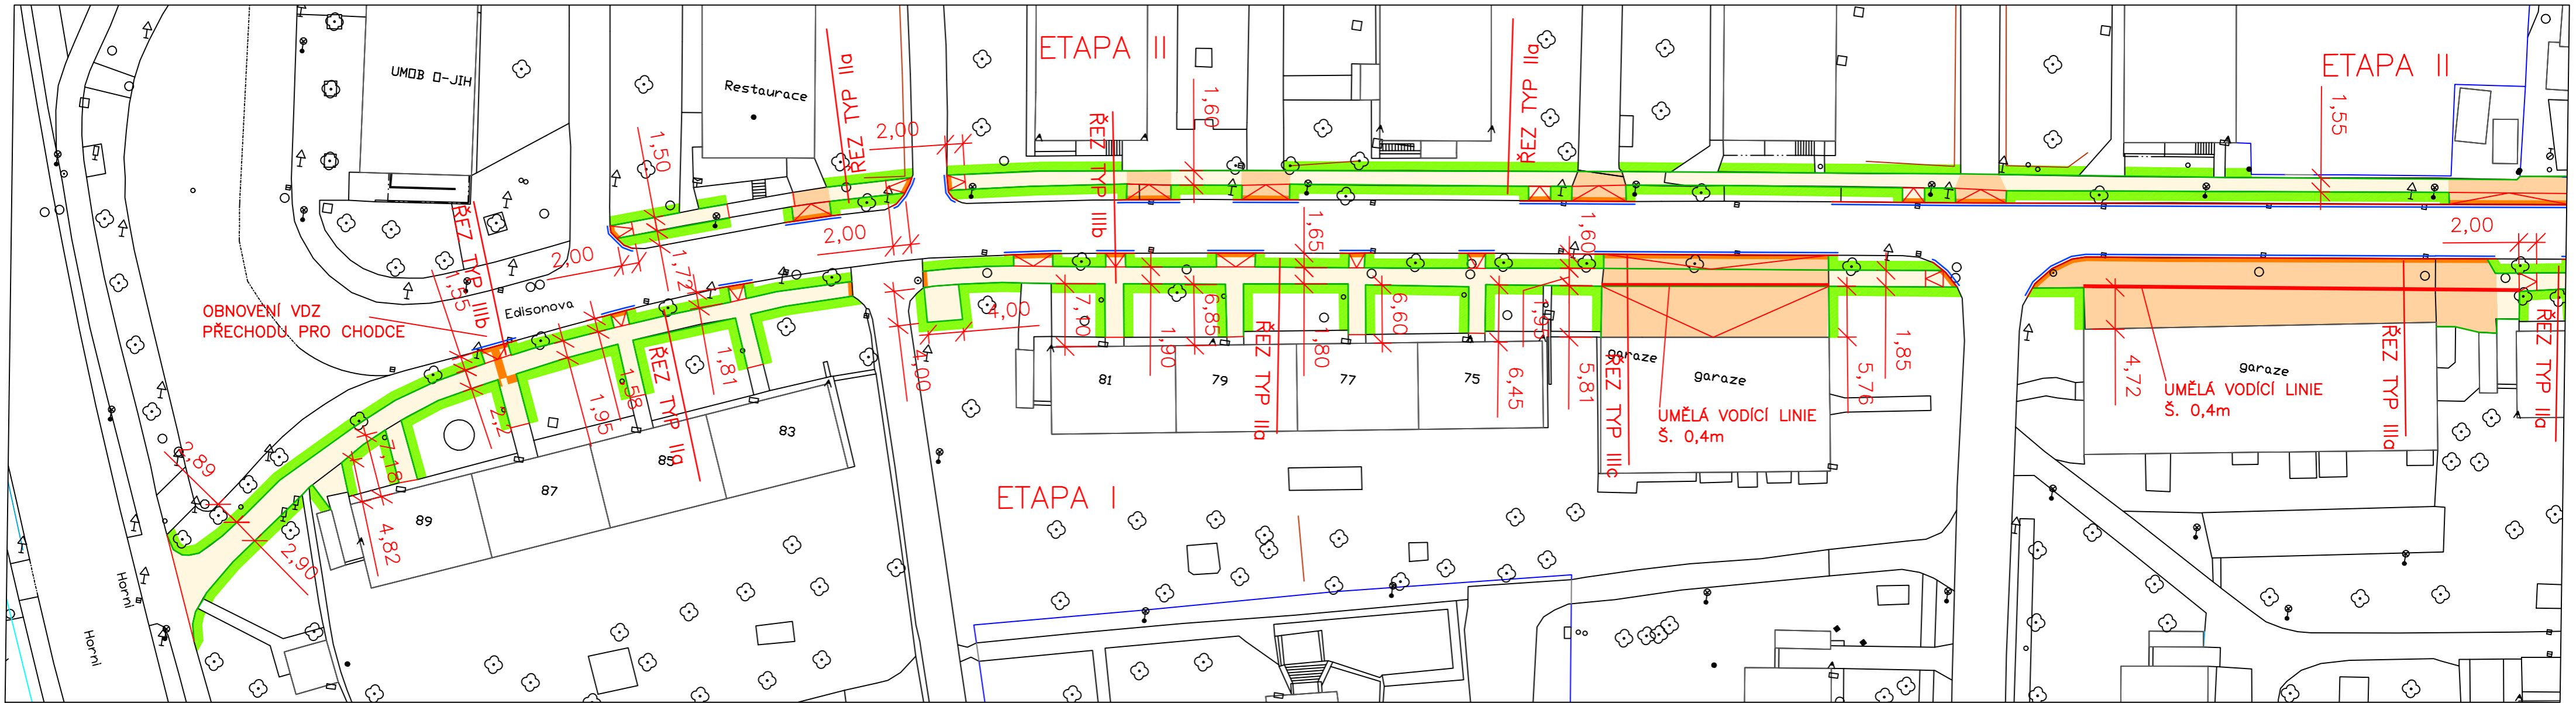 ETAPA II
ETAPA II
UMOB O-JIH
Restaurace
ŘEZ TYP IIa
ŘEZ TYP IIIb
ŘEZ TYP IIa
1,60
1,55
1,50
2,00
2,00
2,00
2,00
ŘEZ TYP IIIb
1,55
1,72
1,65
1,60
OBNOVENÍ VDZ
PŘECHODU PRO CHODCE
Edisonova
4,00
4,00
7,10
1,90
6,85
1,80
6,60
1,95
6,45
5,81
5,76
1,85
4,72
81
79
77
75
ŘEZ TYP IIa
ŘEZ TYP IIIc
garaze
garaze
garaze
UMĚLÁ VODÍCÍ LINIE
Š. 0,4m
UMĚLÁ VODÍCÍ LINIE
Š. 0,4m
ŘEZ TYP IIIa
ŘEZ TYP IIa
1,81
1,58
1,95
2,2
ŘEZ TYP IIa
83
85
87
89
7,18
4,82
2,89
2,90
ETAPA I
Horní
Horní